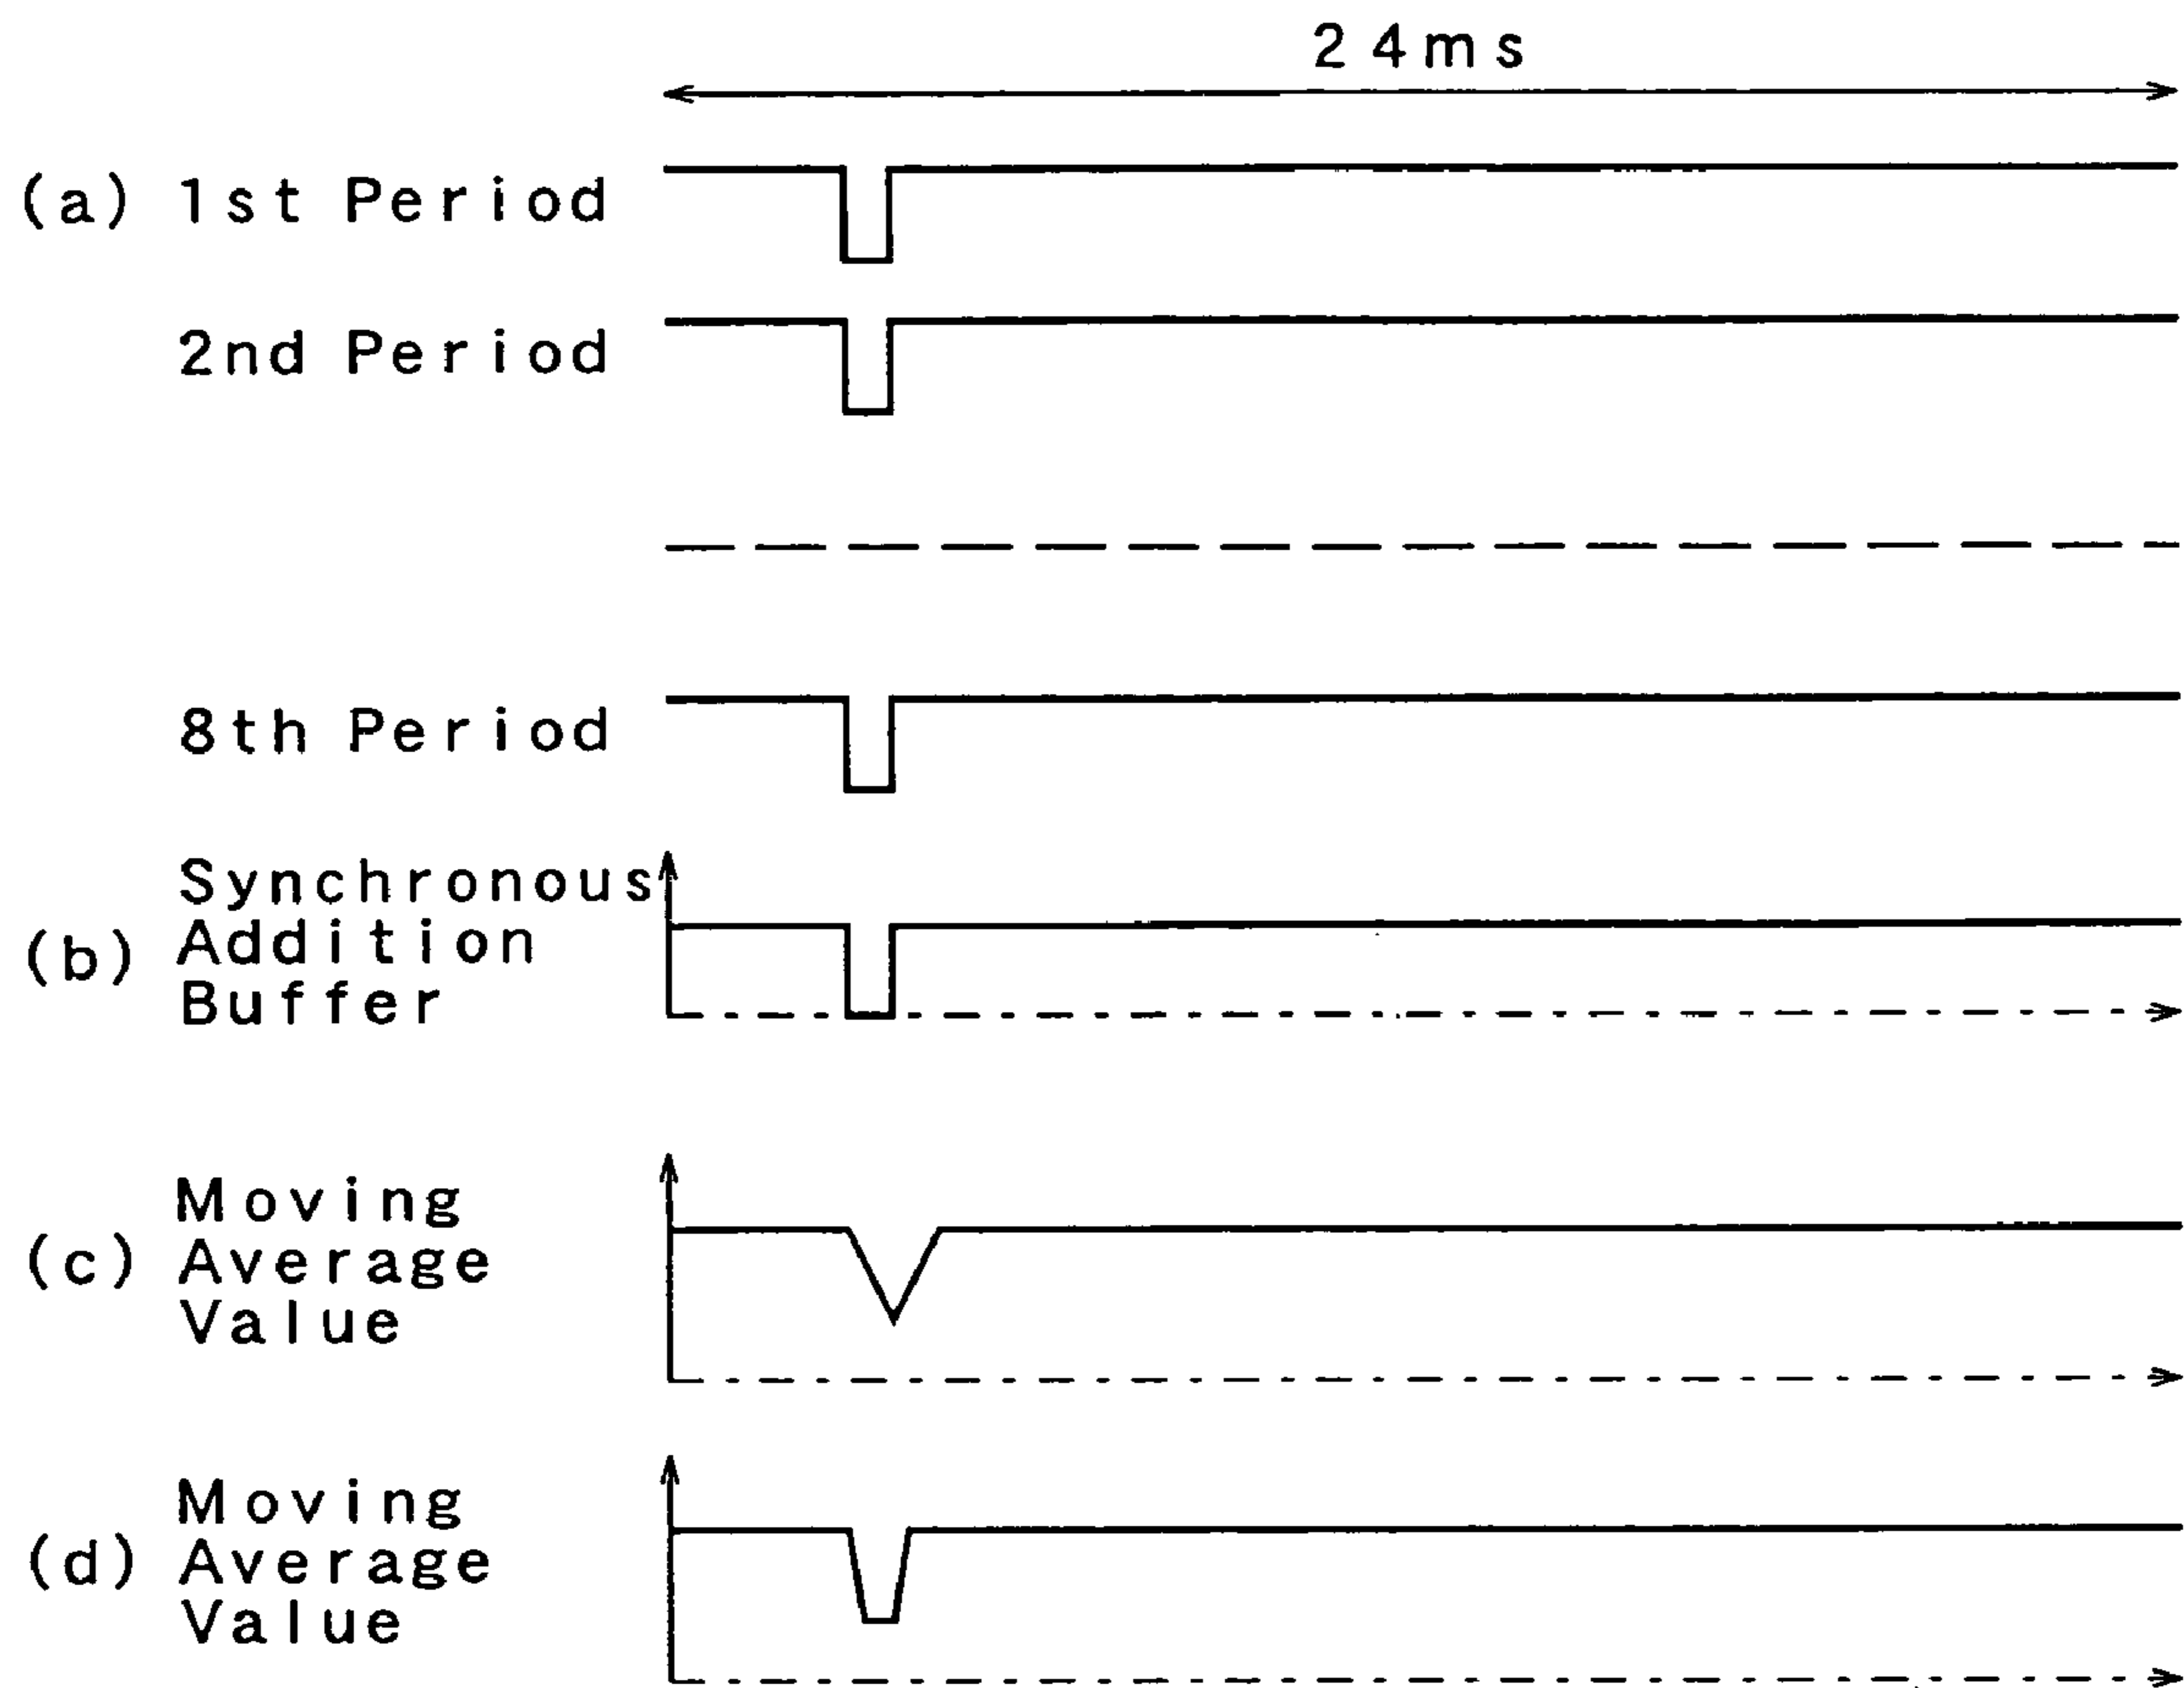 24ms
(a) 1st Period
2nd Period
8th Period
Synchronous
(b) Addition
Buffer
Moving
(c) Average
Value
Moving
(d) Average
Value